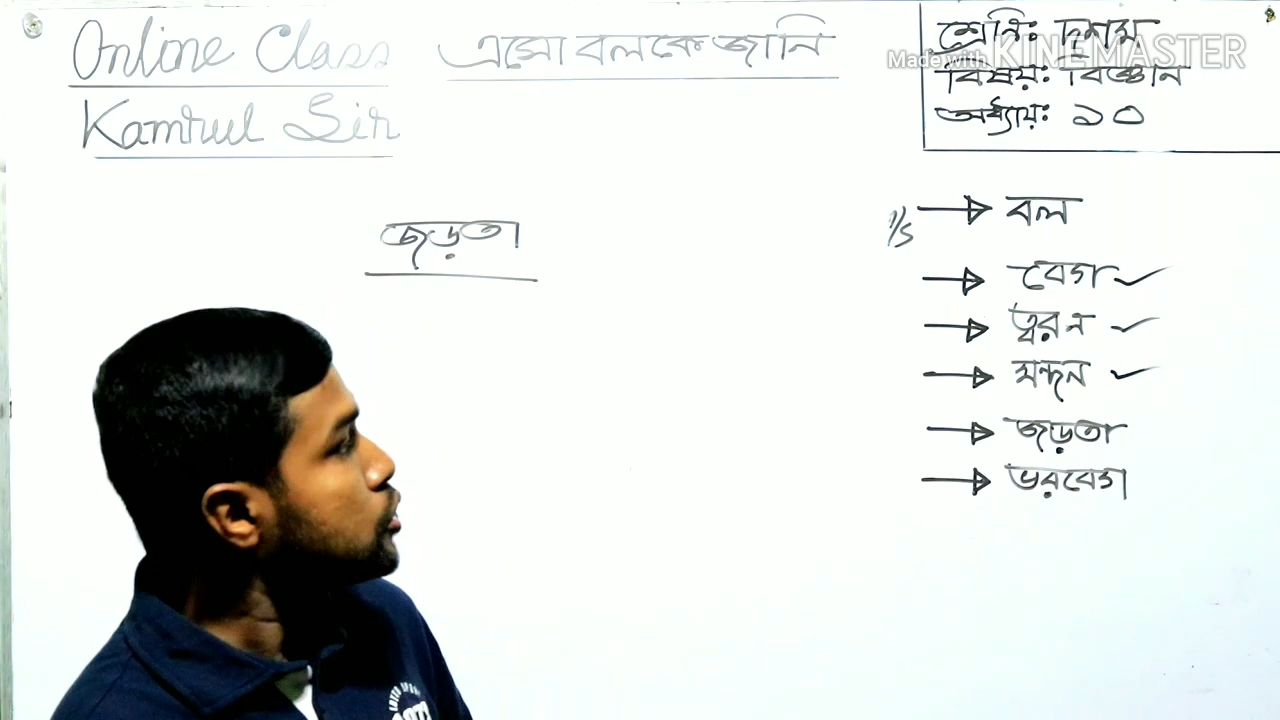 Online Class এসো বলকে জানি
Kamrul Sir
শ্রেনিঃ দশম
Made with KINEMASTER
বিষয়ঃ বিজ্ঞান
অধ্যায়ঃ ১০
জড়তা
→ বল
→ বেগ ✓
→ ত্বরন ✓
→ মন্দন ✓
→ জড়তা
→ ভরবেগ